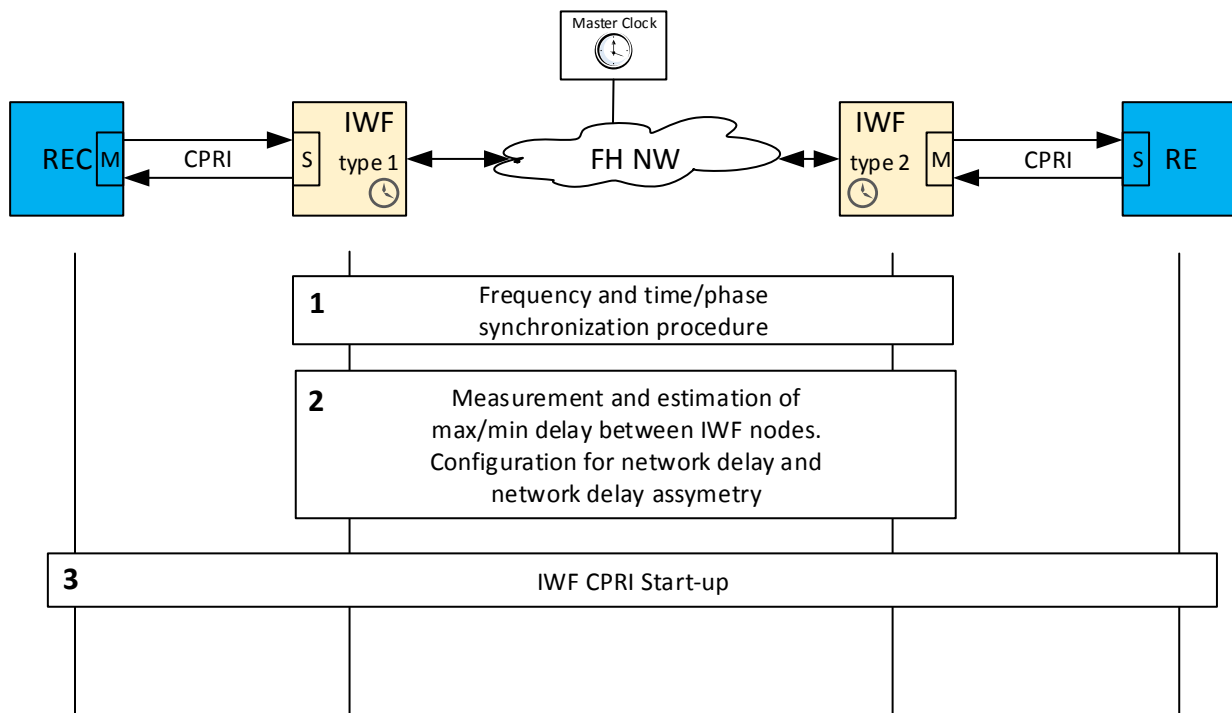 Master Clock
REC
M
CPRI
S
IWF
type 1
FH NW
IWF
type 2
M
CPRI
S
RE
1
Frequency and time/phase
synchronization procedure
2
Measurement and estimation of
max/min delay between IWF nodes.
Configuration for network delay and
network delay assymetry
3
IWF CPRI Start-up